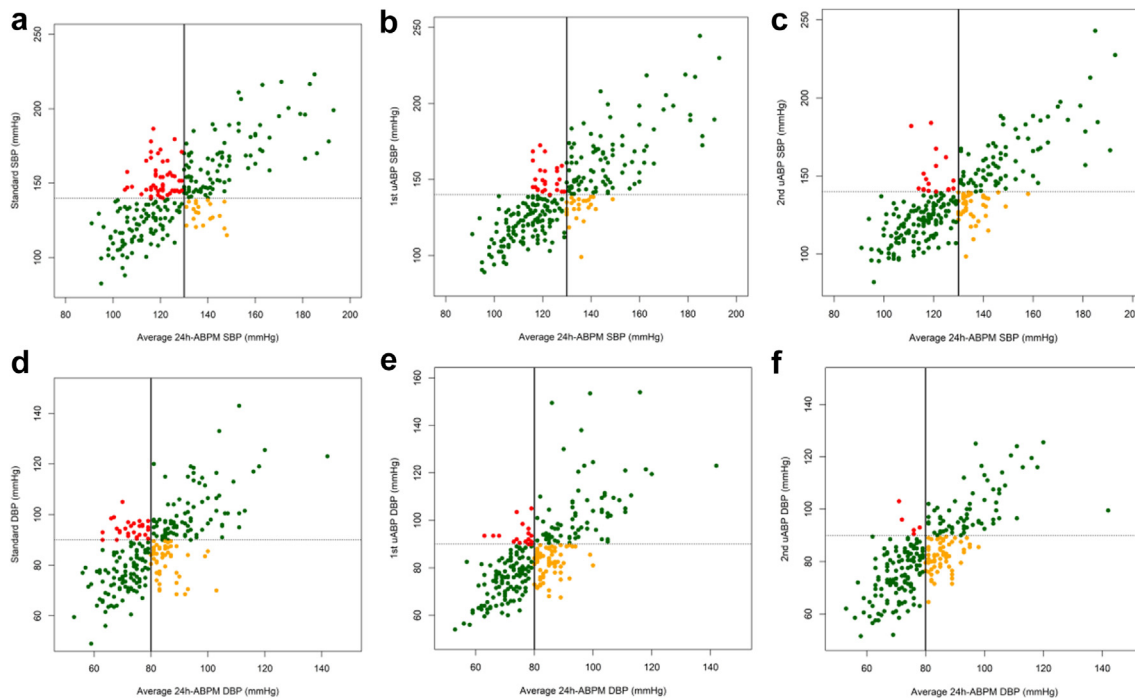 a
b
c
250
200
150
100
Standard SBP (mmHg)
80 100 120 140 160 180 200
Average 24h-ABPM SBP (mmHg)
250
200
150
100
1st uABP SBP (mmHg)
80 100 120 140 160 180 200
Average 24h-ABPM SBP (mmHg)
250
200
150
100
2nd uABP SBP (mmHg)
80 100 120 140 160 180
Average 24h-ABPM SBP (mmHg)
d
e
f
140
120
100
80
60
Standard DBP (mmHg)
60 80 100 120 140
Average 24h-ABPM DBP (mmHg)
160
140
120
100
80
60
1st uABP DBP (mmHg)
60 80 100 120 140
Average 24h-ABPM DBP (mmHg)
140
120
100
80
60
2nd uABP DBP (mmHg)
60 80 100 120 140
Average 24h-ABPM DBP (mmHg)